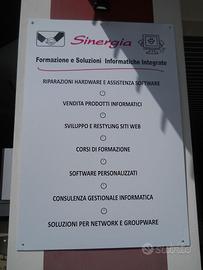 Sinergia
Formazione e Soluzioni Informatiche Integrate
RIPARAZIONI HARDWARE E ASSISTENZA SOFTWARE
VENDITA PRODOTTI INFORMATICI
SVILUPPO E RESTYLING SITI WEB
CORSI DI FORMAZIONE
SOFTWARE PERSONALIZZATI
CONSULENZA GESTIONALE INFORMATICA
SOLUZIONI PER NETWORK E GROUPWARE
SUBITO